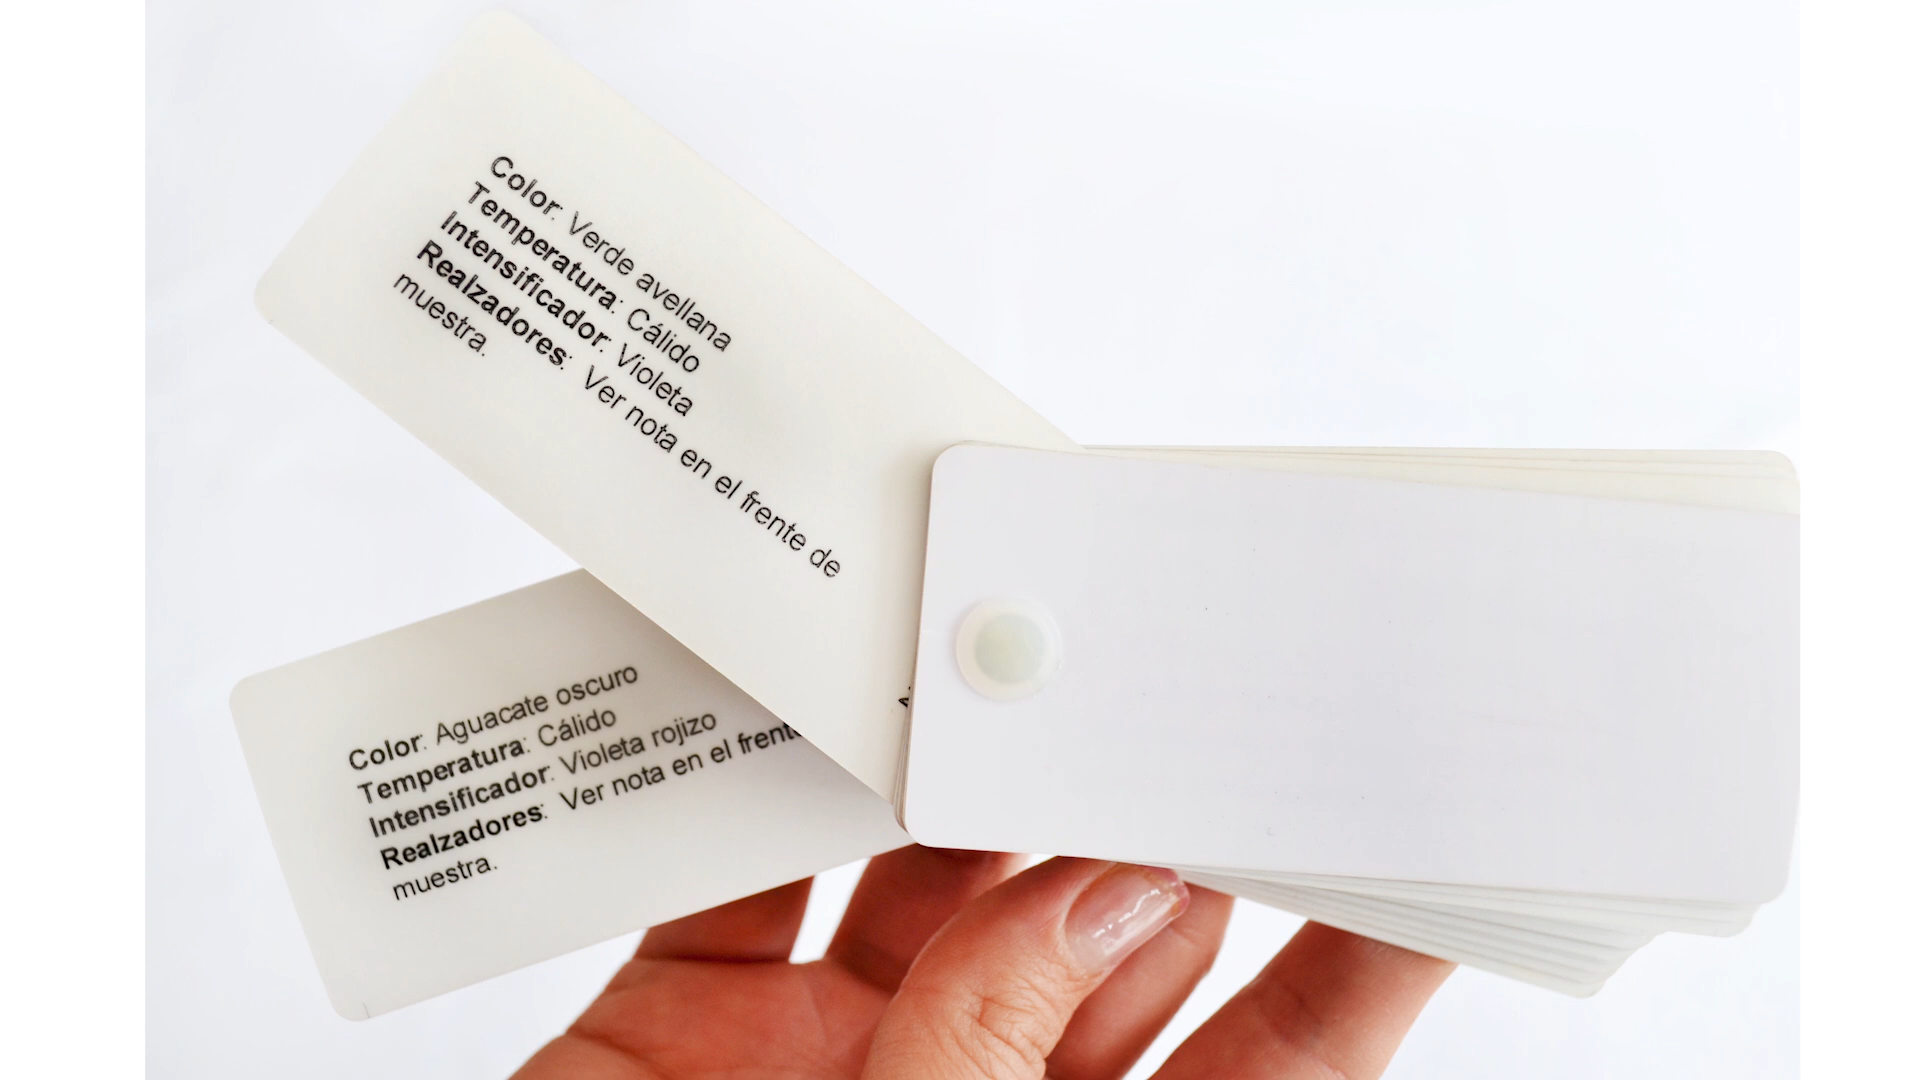 Color: Verde avellana
Temperatura: Cálido
Intensificador: Violeta
Realzadores: Ver nota en el frente de
muestra.
Color: Aguacate oscuro
Temperatura: Cálido
Intensificador: Violeta rojizo
Realzadores: Ver nota en el frent
muestra.